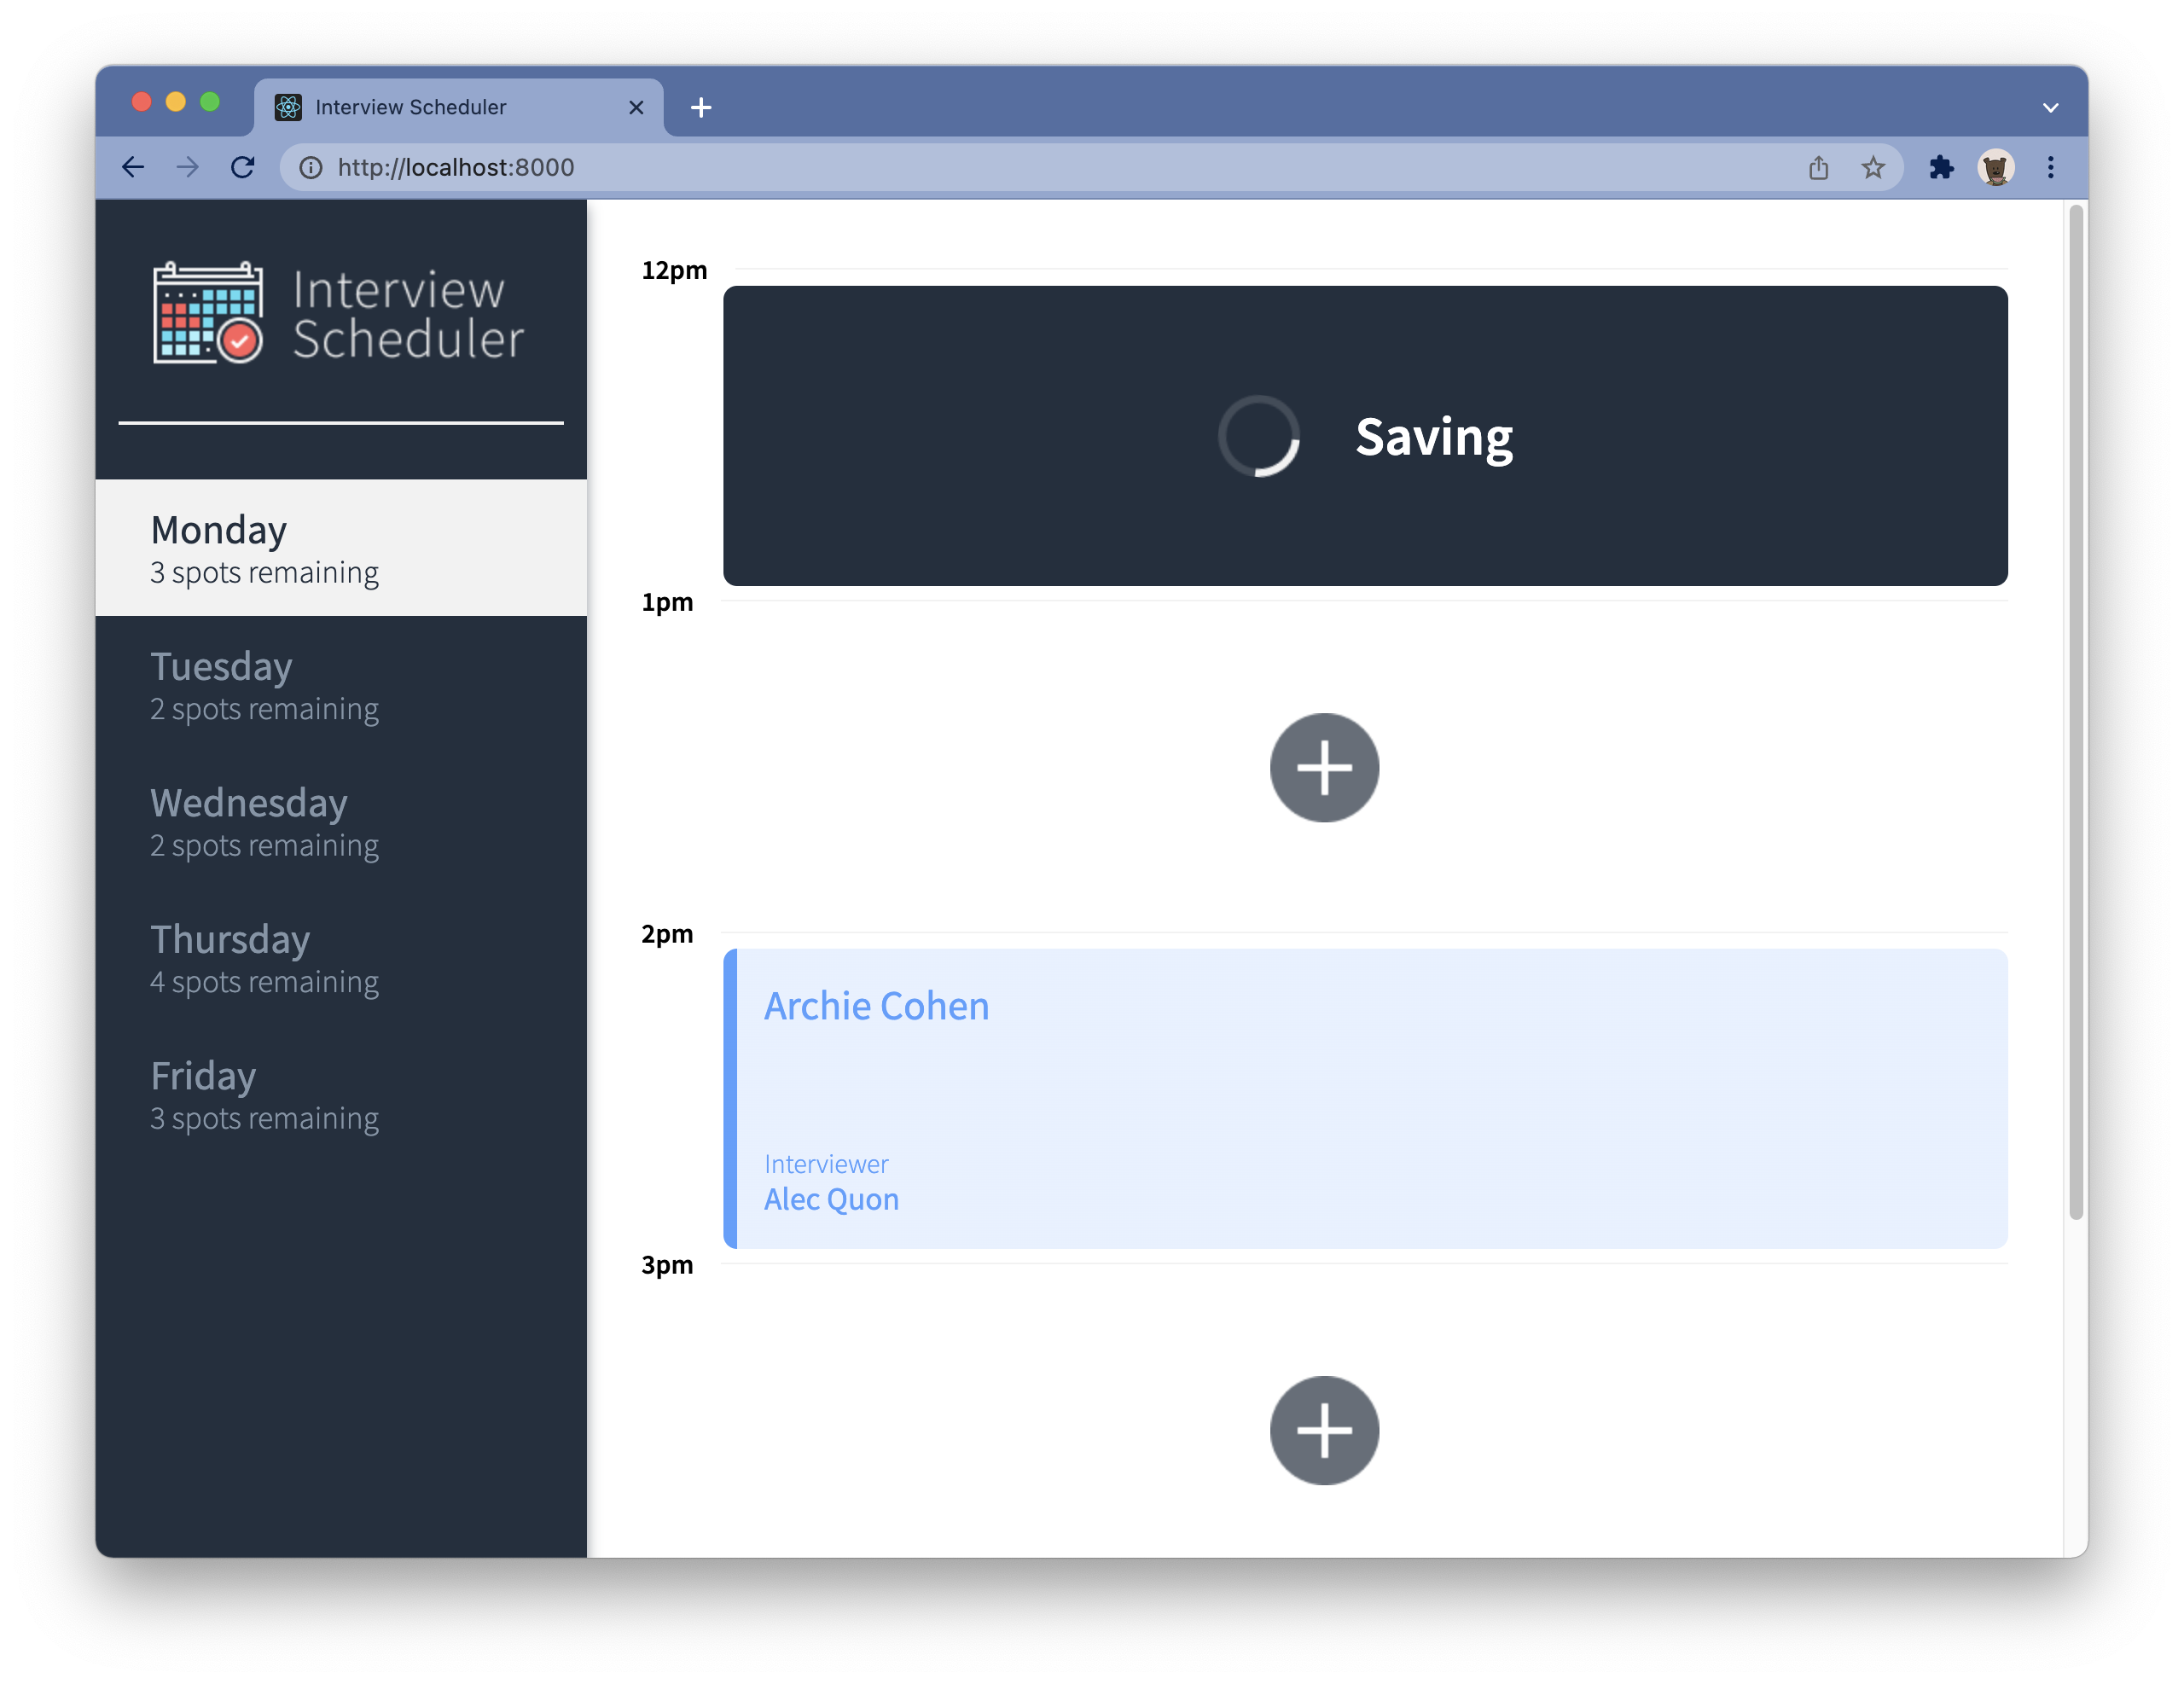 Interview Scheduler
http://localhost:8000
Interview
Scheduler
Monday
3 spots remaining
Tuesday
2 spots remaining
Wednesday
2 spots remaining
Thursday
4 spots remaining
Friday
3 spots remaining
12pm
Saving
1pm
2pm
Archie Cohen
Interviewer
Alec Quon
3pm